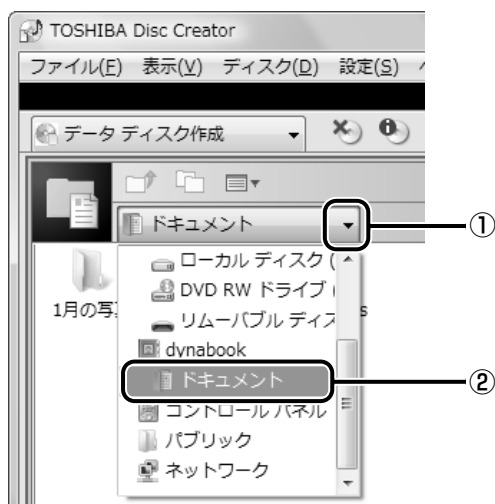 TOSHIBA Disc Creator
ファイル(F) 表示(V) ディスク(D) 設定(S)
データ ディスク作成
ドキュメント
①
ローカル ディスク (
DVD RW ドライブ (
1月の写
s
リムーバブル ディス
dynabook
ドキュメント
②
コントロール パネル
パブリック
ネットワーク